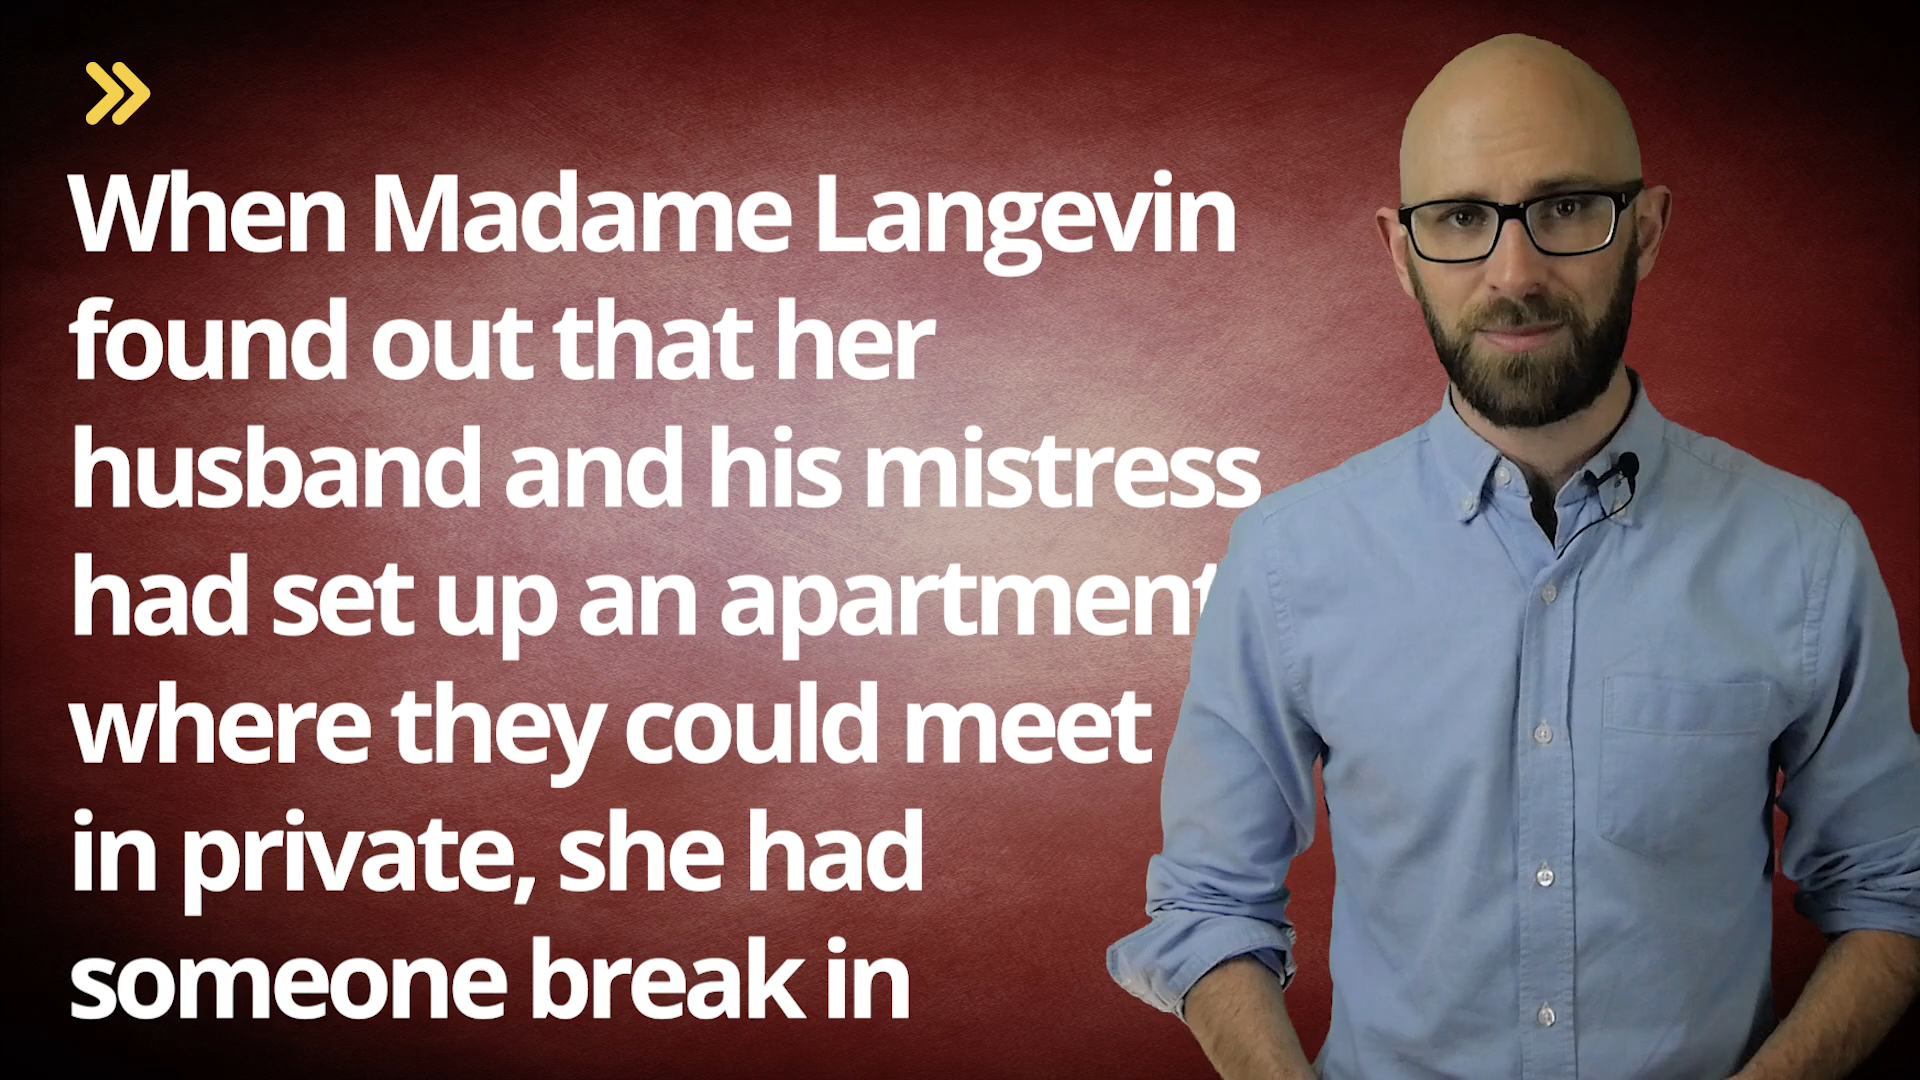 When Madame Langevin
found out that her
husband and his mistress
had set up an apartment
where they could meet
in private, she had
someone break in